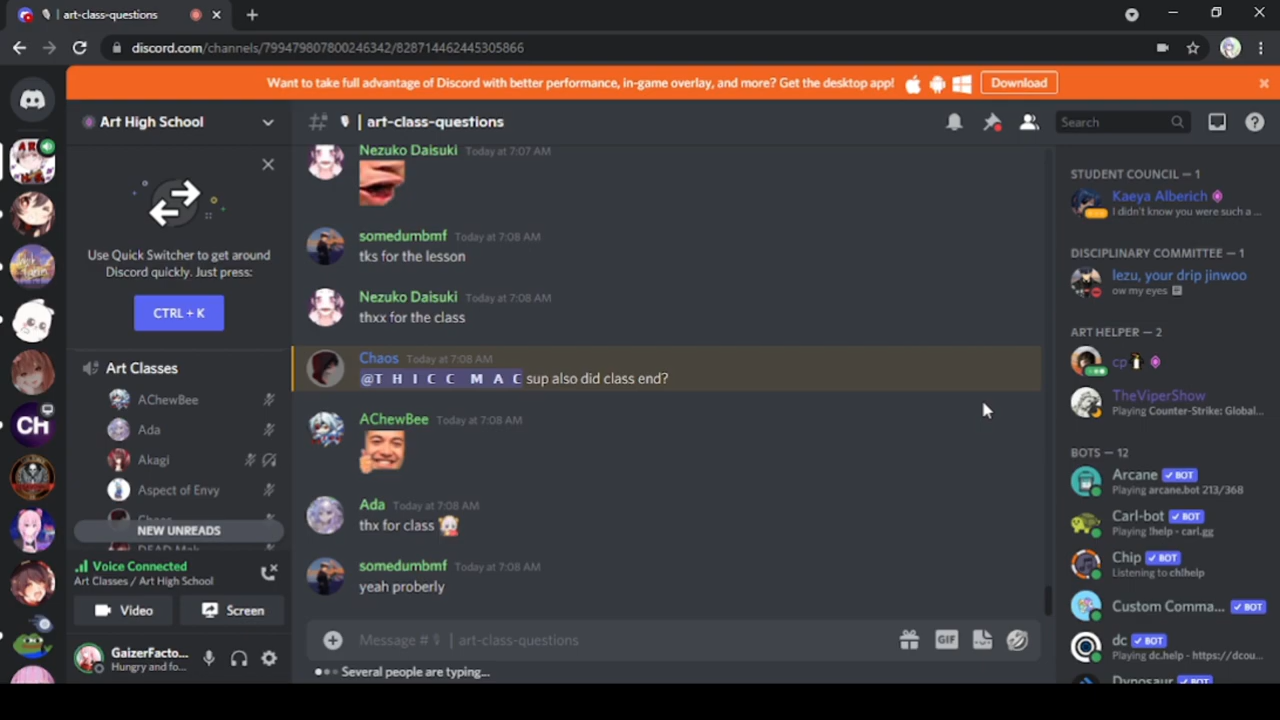 | art-class-questions
discord.com/channels/799479807800246342/828714462445305866
Want to take full advantage of Discord with better performance, in-game overlay, and more? Get the desktop app!
Download
Art High School
Use Quick Switcher to get around
Discord quickly. Just press:
CTRL + K
Art Classes
AChewBee
Ada
Akagi
Aspect of Envy
Chaos
NEW UNREADS
Voice Connected
Art Classes / Art High School
Video
Screen
GaizerFacto...
Hungry and fo...
| art-class-questions
Search
Nezuko Daisuki Today at 7:07 AM
somedumbmf Today at 7:08 AM
tks for the lesson
Nezuko Daisuki Today at 7:08 AM
thxx for the class
Chaos Today at 7:08 AM
@T H I C C M A C sup also did class end?
AChewBee Today at 7:08 AM
Ada Today at 7:08 AM
thx for class
somedumbmf Today at 7:08 AM
yeah proberly
Message # | art-class-questions
GIF
Several people are typing...
STUDENT COUNCIL — 1
Kaeya Alberich
I didn't know you were such a ...
DISCIPLINARY COMMITTEE — 1
lezu, your drip jinwoo
ow my eyes
ART HELPER — 2
cp
TheViperShow
Playing Counter-Strike: Global...
BOTS — 12
Arcane ✓ BOT
Playing arcane.bot 213/368
Carl-bot ✓ BOT
Playing !help - carl.gg
Chip ✓ BOT
Listening to ch!help
Custom Comma... ✓ BOT
dc ✓ BOT
Playing dc.help - https://dcou...
Dynosaur ✓ BOT
CH